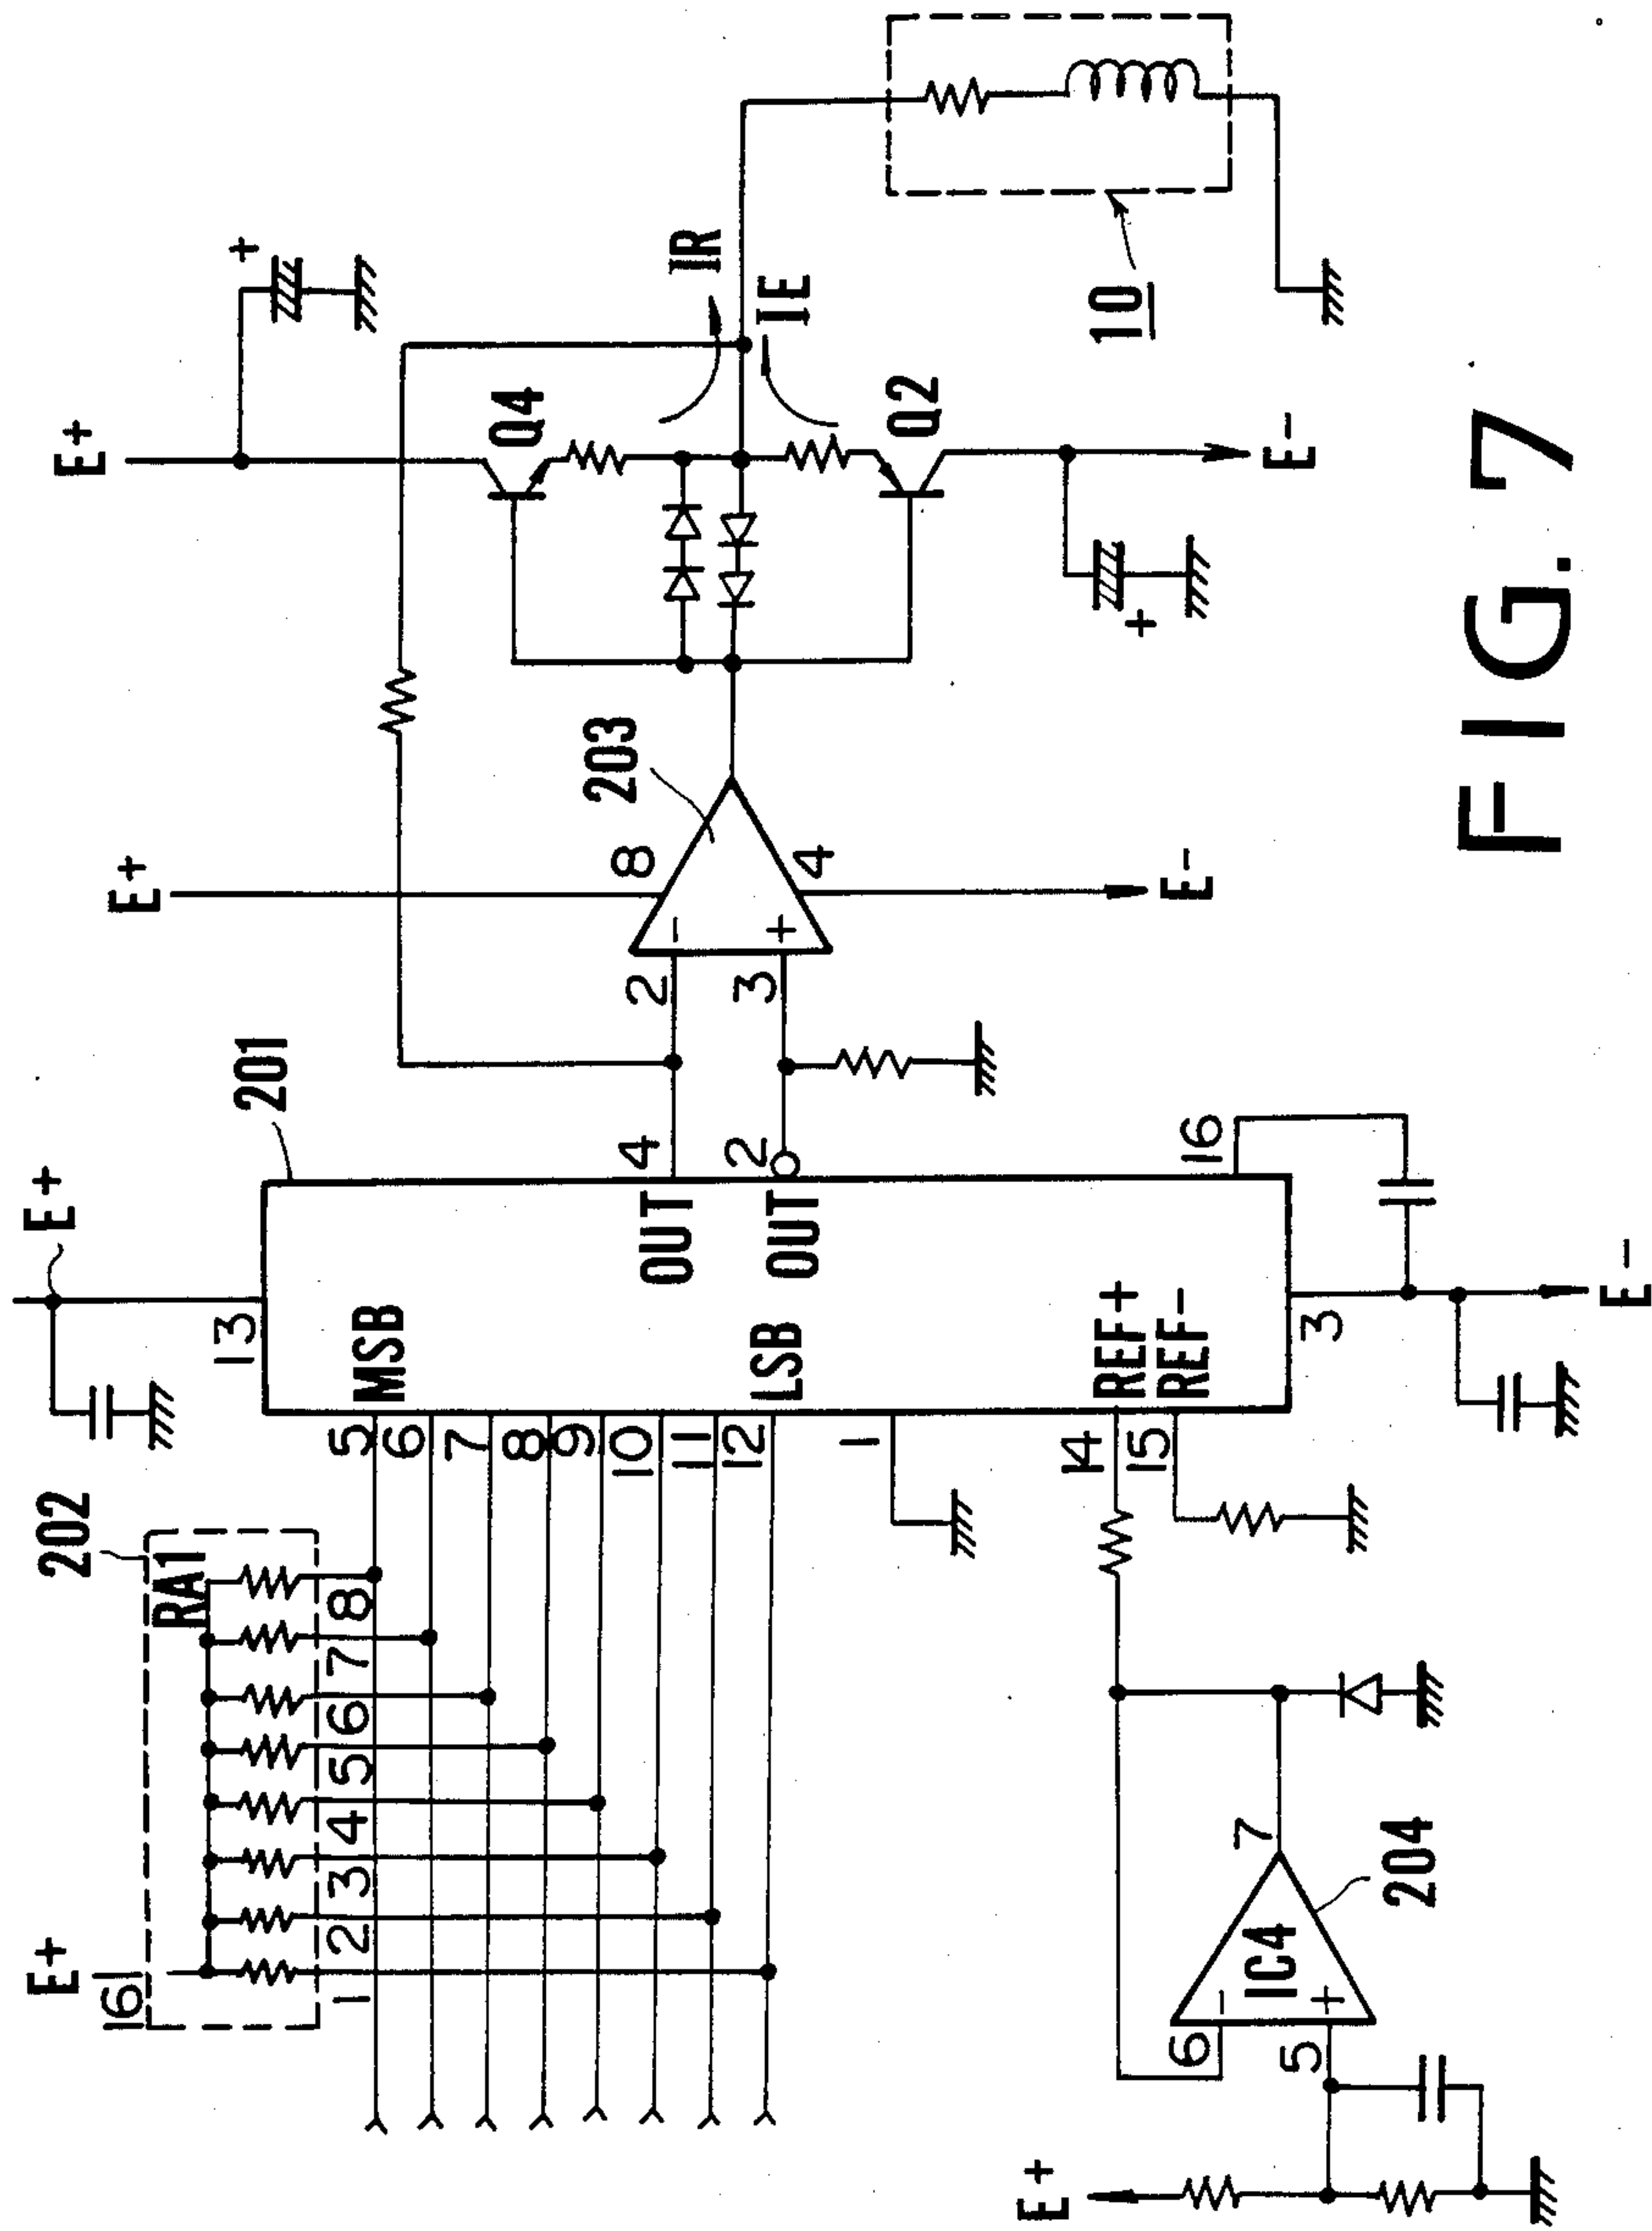 E+
16
202
RA1
1
2
3
4
5
6
7
8
E+
201
13
5
6
7
8
9
10
11
12
1
14
15
MSB
LSB
REF+
REF-
OUT
OUT
4
2
16
3
E-
E+
2
3
-
+
8
4
203
E-
E+
+
Q4
Q2
IR
IE
+
E-
10
E+
6
5
-
+
IC4
7
204
FIG. 7